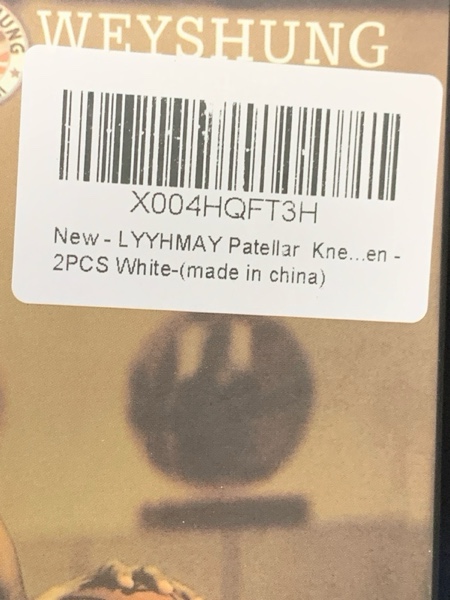 WEYSHUNG
X004HQFT3H
New - LYYHMAY Patellar Kne...en -
2PCS White-(made in china)